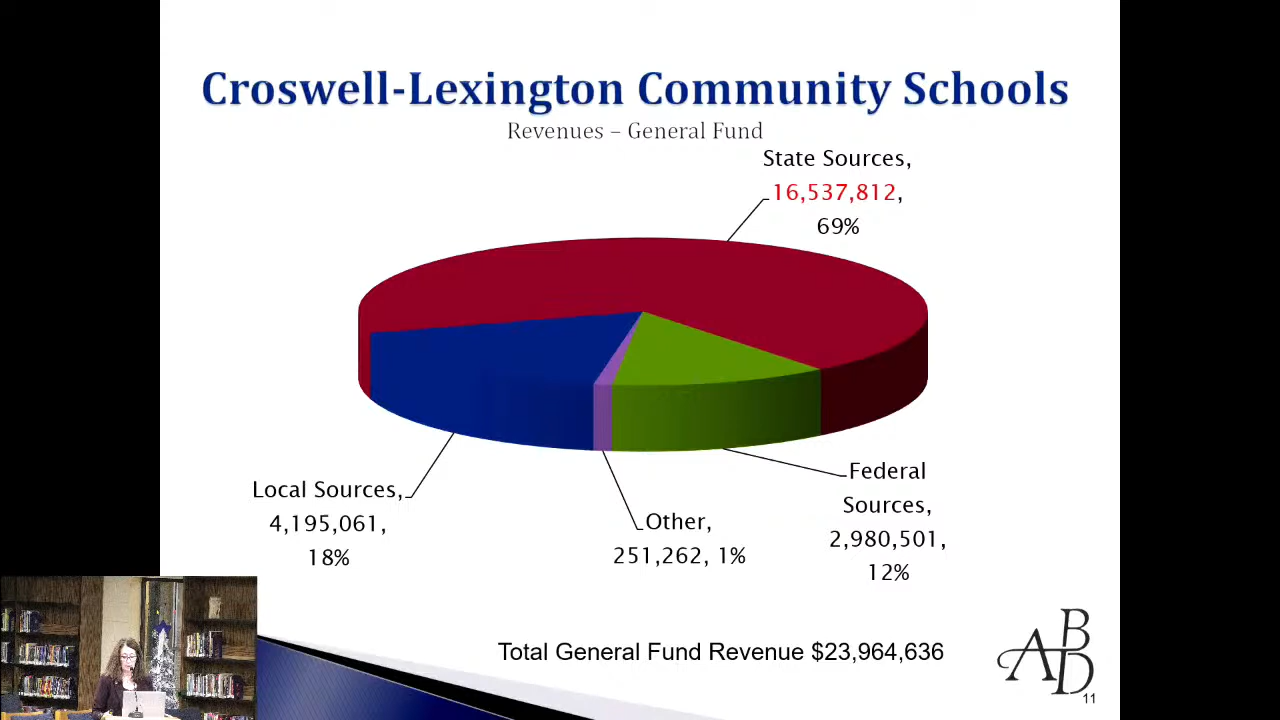 Croswell-Lexington Community Schools
Revenues – General Fund
State Sources,
16,537,812,
69%
Local Sources,
4,195,061,
18%
Other,
251,262, 1%
Federal
Sources,
2,980,501,
12%
Total General Fund Revenue $23,964,636
ABD
11